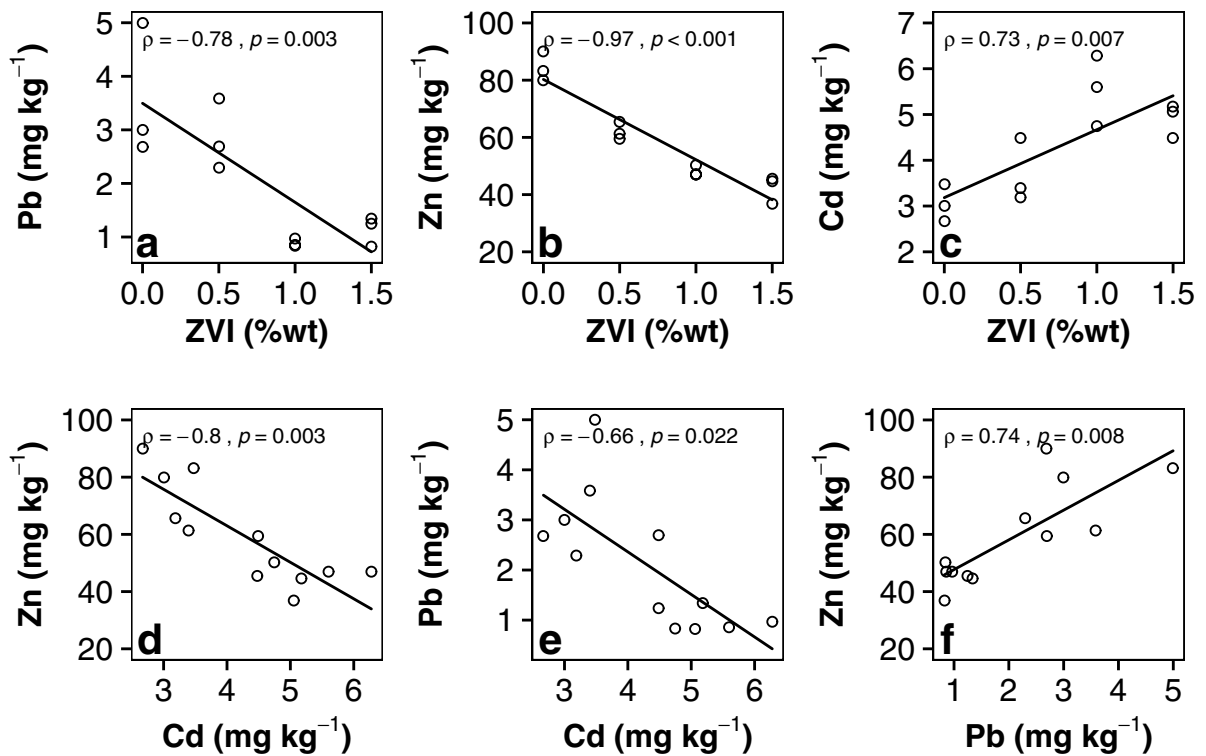 Pb (mg kg⁻¹)
5
4
3
2
1
ρ = −0.78 , p = 0.003
a
0.0 0.5 1.0 1.5
ZVI (%wt)
Zn (mg kg⁻¹)
100
80
60
40
20
ρ = −0.97 , p < 0.001
b
0.0 0.5 1.0 1.5
ZVI (%wt)
Cd (mg kg⁻¹)
7
6
5
4
3
2
ρ = 0.73 , p = 0.007
c
0.0 0.5 1.0 1.5
ZVI (%wt)
Zn (mg kg⁻¹)
100
80
60
40
20
ρ = −0.8 , p = 0.003
d
3 4 5 6
Cd (mg kg⁻¹)
Pb (mg kg⁻¹)
5
4
3
2
1
ρ = −0.66 , p = 0.022
e
3 4 5 6
Cd (mg kg⁻¹)
Zn (mg kg⁻¹)
100
80
60
40
20
ρ = 0.74 , p = 0.008
f
1 2 3 4 5
Pb (mg kg⁻¹)